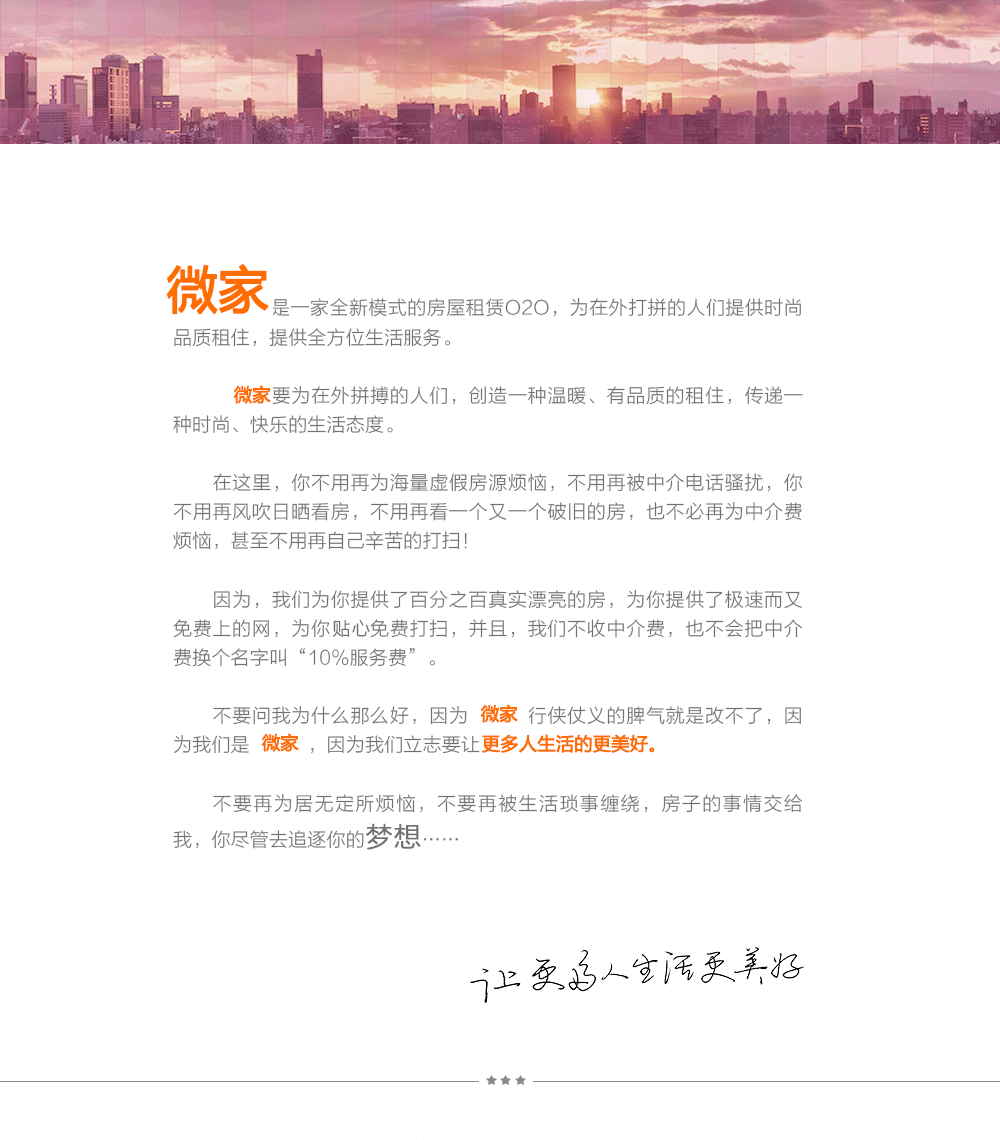 微家是一家全新模式的房屋租赁O2O，为在外打拼的人们提供时尚
品质租住，提供全方位生活服务。
微家要为在外拼搏的人们，创造一种温暖、有品质的租住，传递一
种时尚、快乐的生活态度。
在这里，你不用再为海量虚假房源烦恼，不用再被中介电话骚扰，你
不用再风吹日晒看房，不用再看一个又一个破旧的房，也不必再为中介费
烦恼，甚至不用再自己辛苦的打扫！
因为，我们为你提供了百分之百真实漂亮的房，为你提供了极速而又
免费上的网，为你贴心免费打扫，并且，我们不收中介费，也不会把中介
费换个名字叫“10%服务费”。
不要问我为什么那么好，因为 微家 行侠仗义的脾气就是改不了，因
为我们是 微家 ，因为我们立志要让更多人生活的更美好。
不要再为居无定所烦恼，不要再被生活琐事缠绕，房子的事情交给
我，你尽管去追逐你的梦想……
让更多人生活更美好